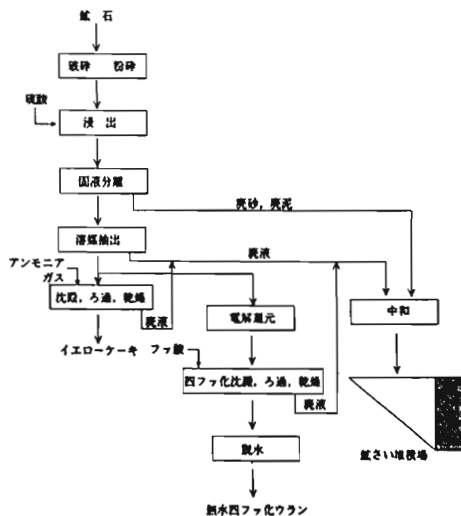 鉱 石
破砕 粉砕
硫酸
浸 出
固液分離
廃砂，廃泥
溶媒抽出
廃液
アンモニア
ガス
沈殿，ろ過，乾燥
廃液
電解還元
中和
イエローケーキ
フッ酸
四フッ化沈殿，ろ過，乾燥
廃液
脱水
鉱さい堆積場
無水四フッ化ウラン